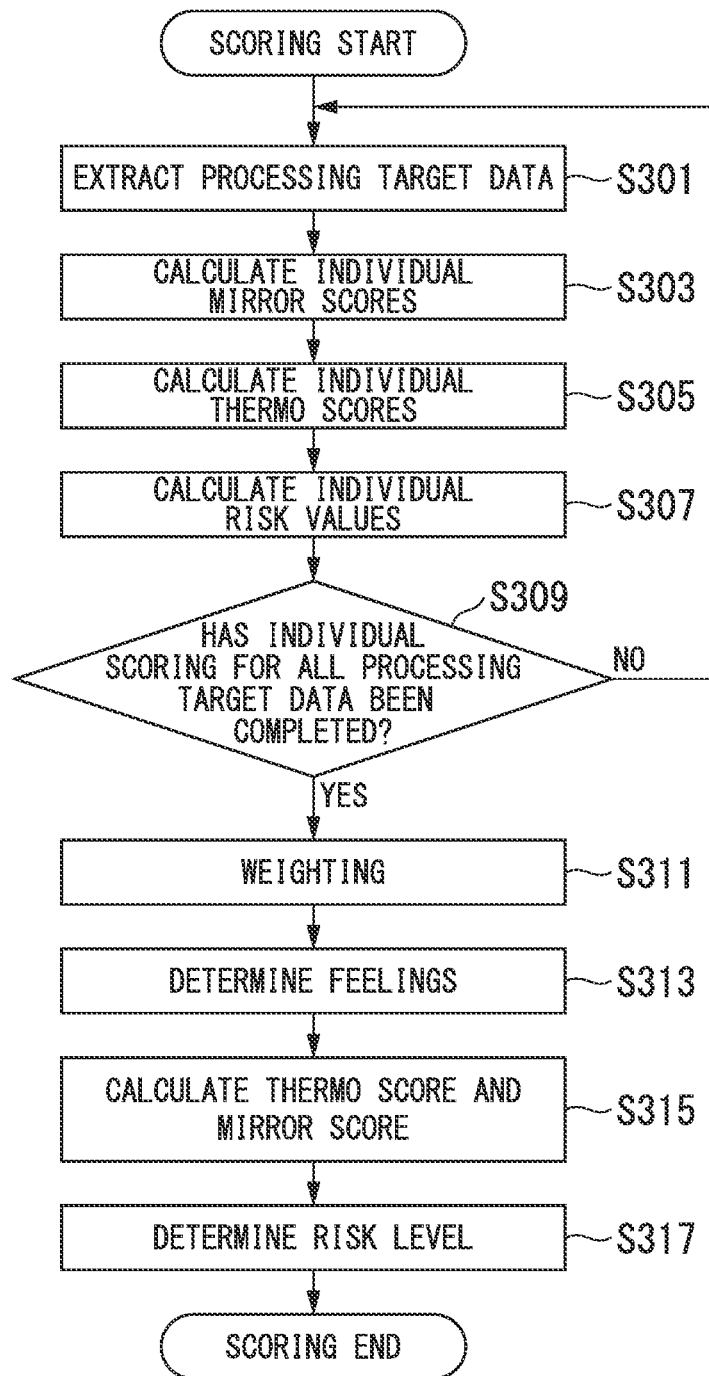 SCORING START
EXTRACT PROCESSING TARGET DATA
S301
CALCULATE INDIVIDUAL
MIRROR SCORES
S303
CALCULATE INDIVIDUAL
THERMO SCORES
S305
CALCULATE INDIVIDUAL
RISK VALUES
S307
S309
HAS INDIVIDUAL
SCORING FOR ALL PROCESSING
TARGET DATA BEEN
COMPLETED?
NO
YES
WEIGHTING
S311
DETERMINE FEELINGS
S313
CALCULATE THERMO SCORE AND
MIRROR SCORE
S315
DETERMINE RISK LEVEL
S317
SCORING END